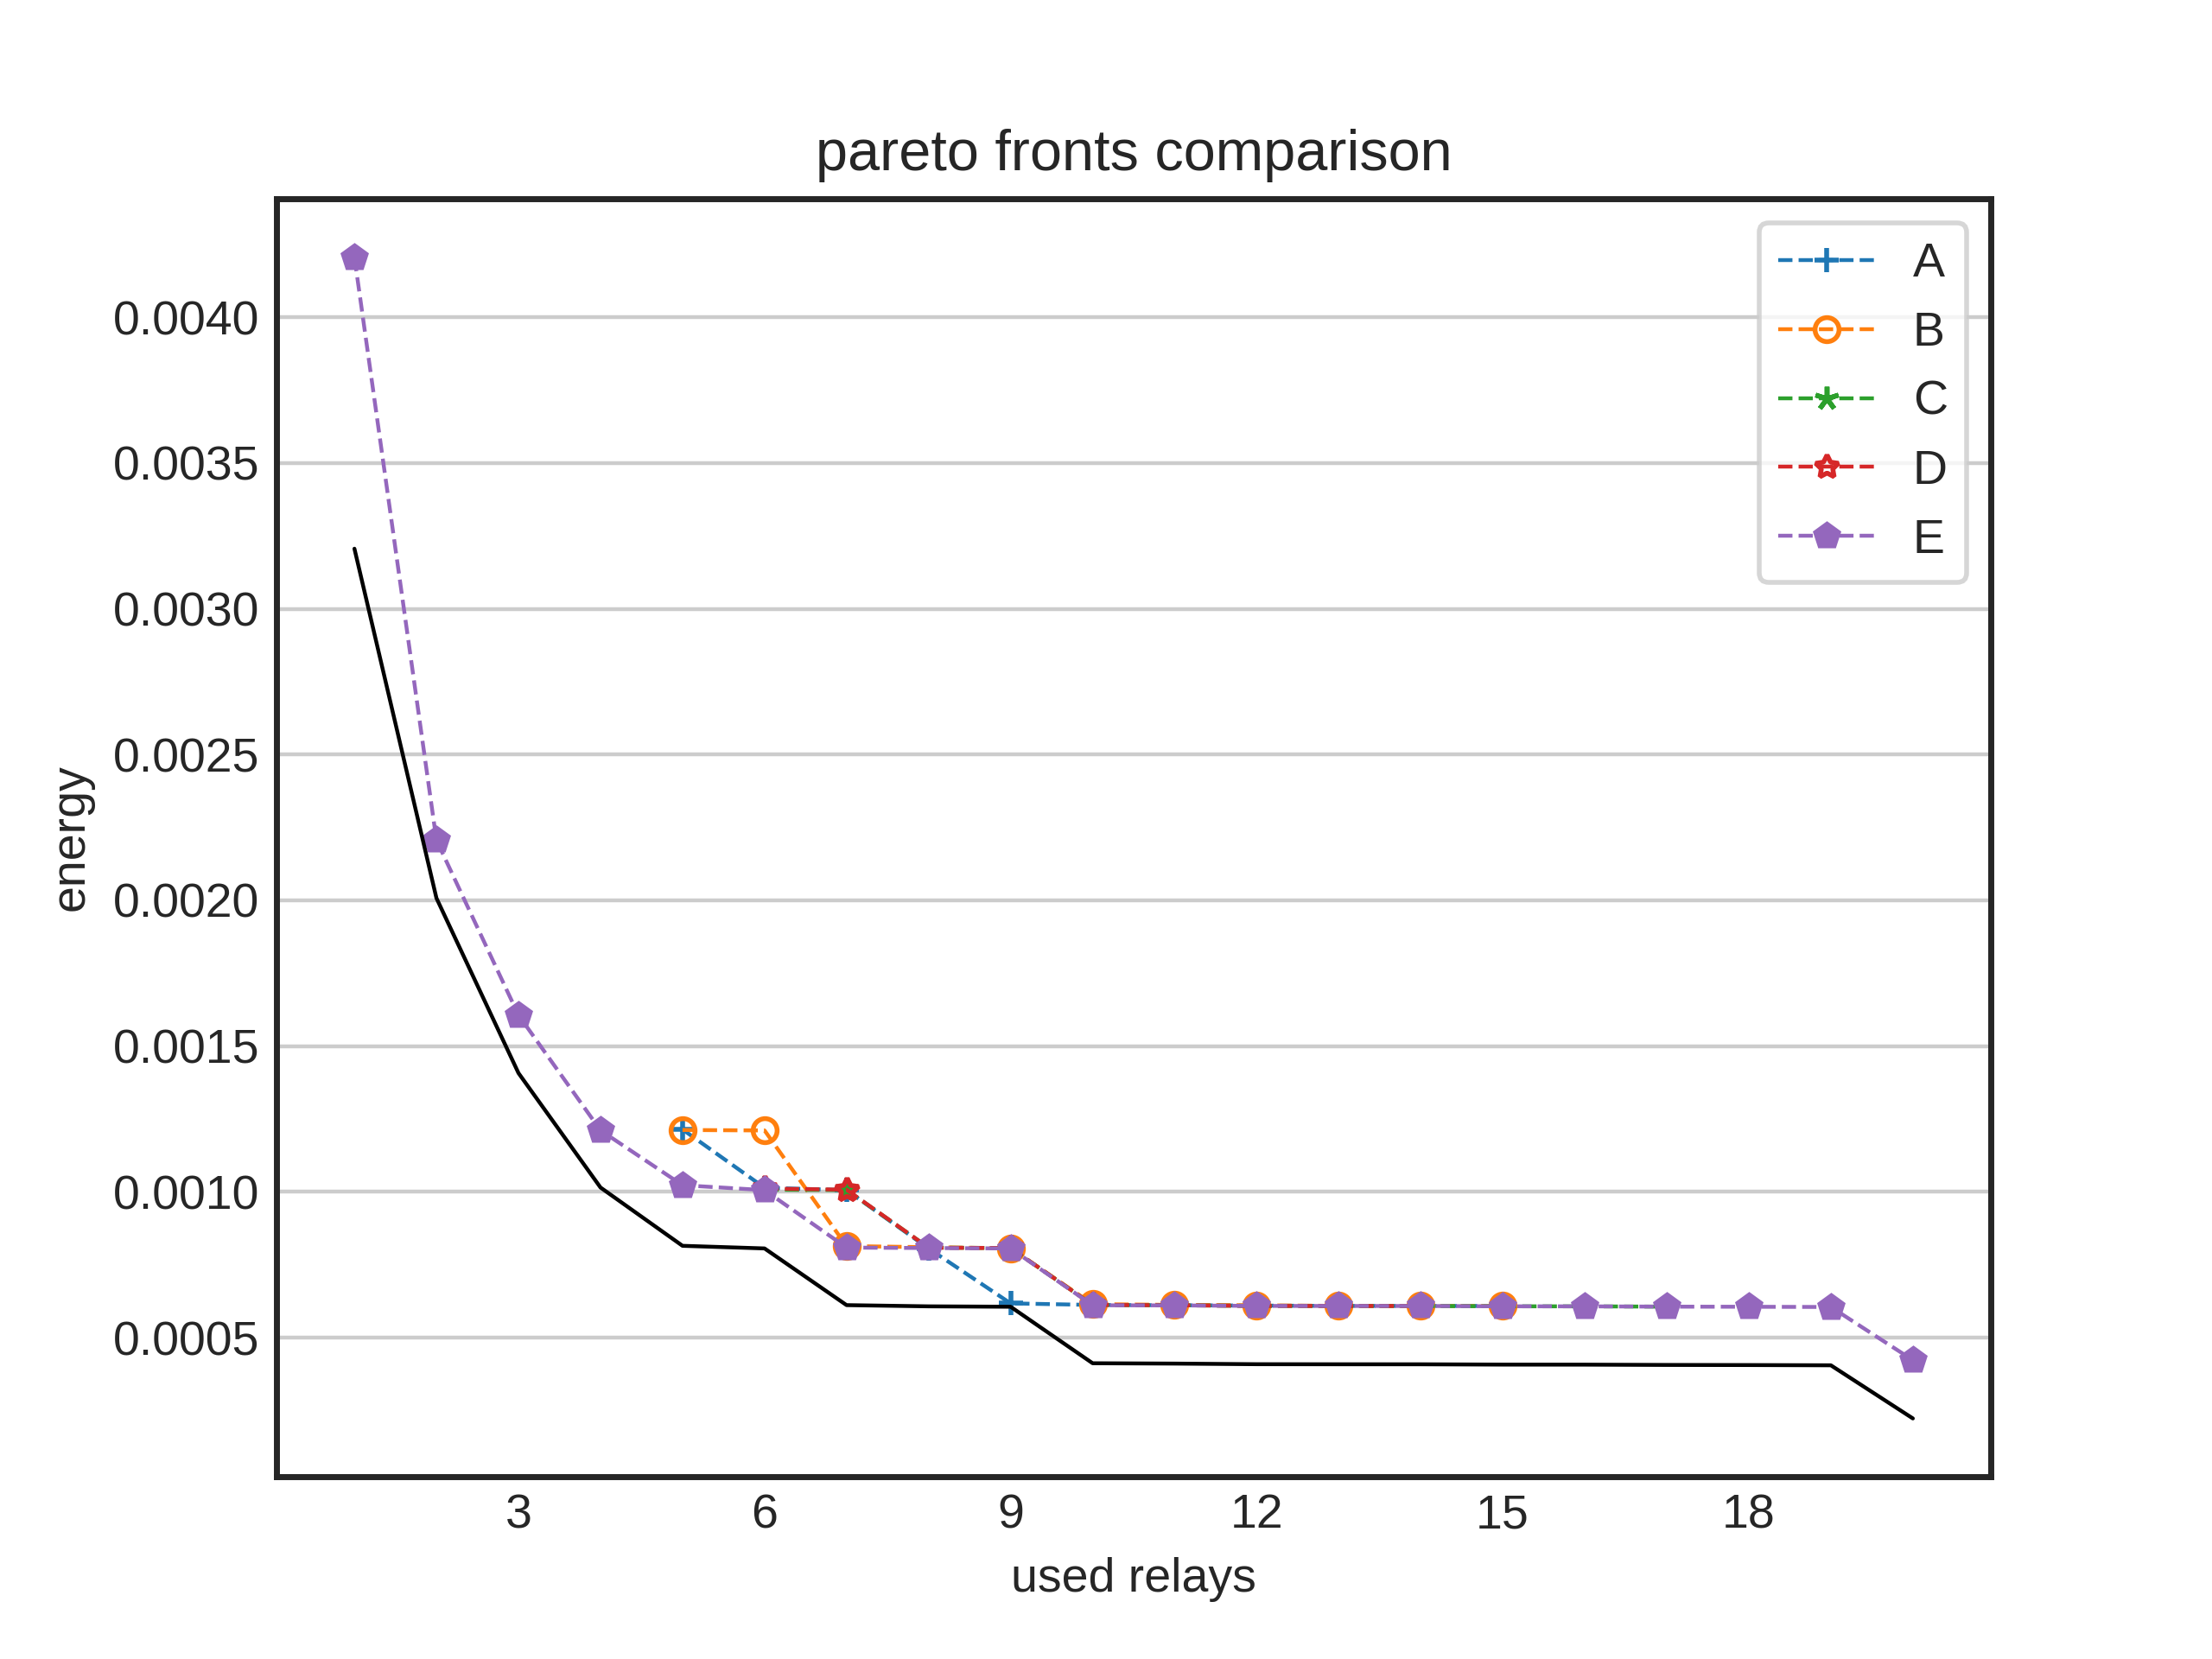 pareto fronts comparison
A
B
C
D
E
0.0040
0.0035
0.0030
0.0025
0.0020
0.0015
0.0010
0.0005
energy
3 6 9 12 15 18
used relays